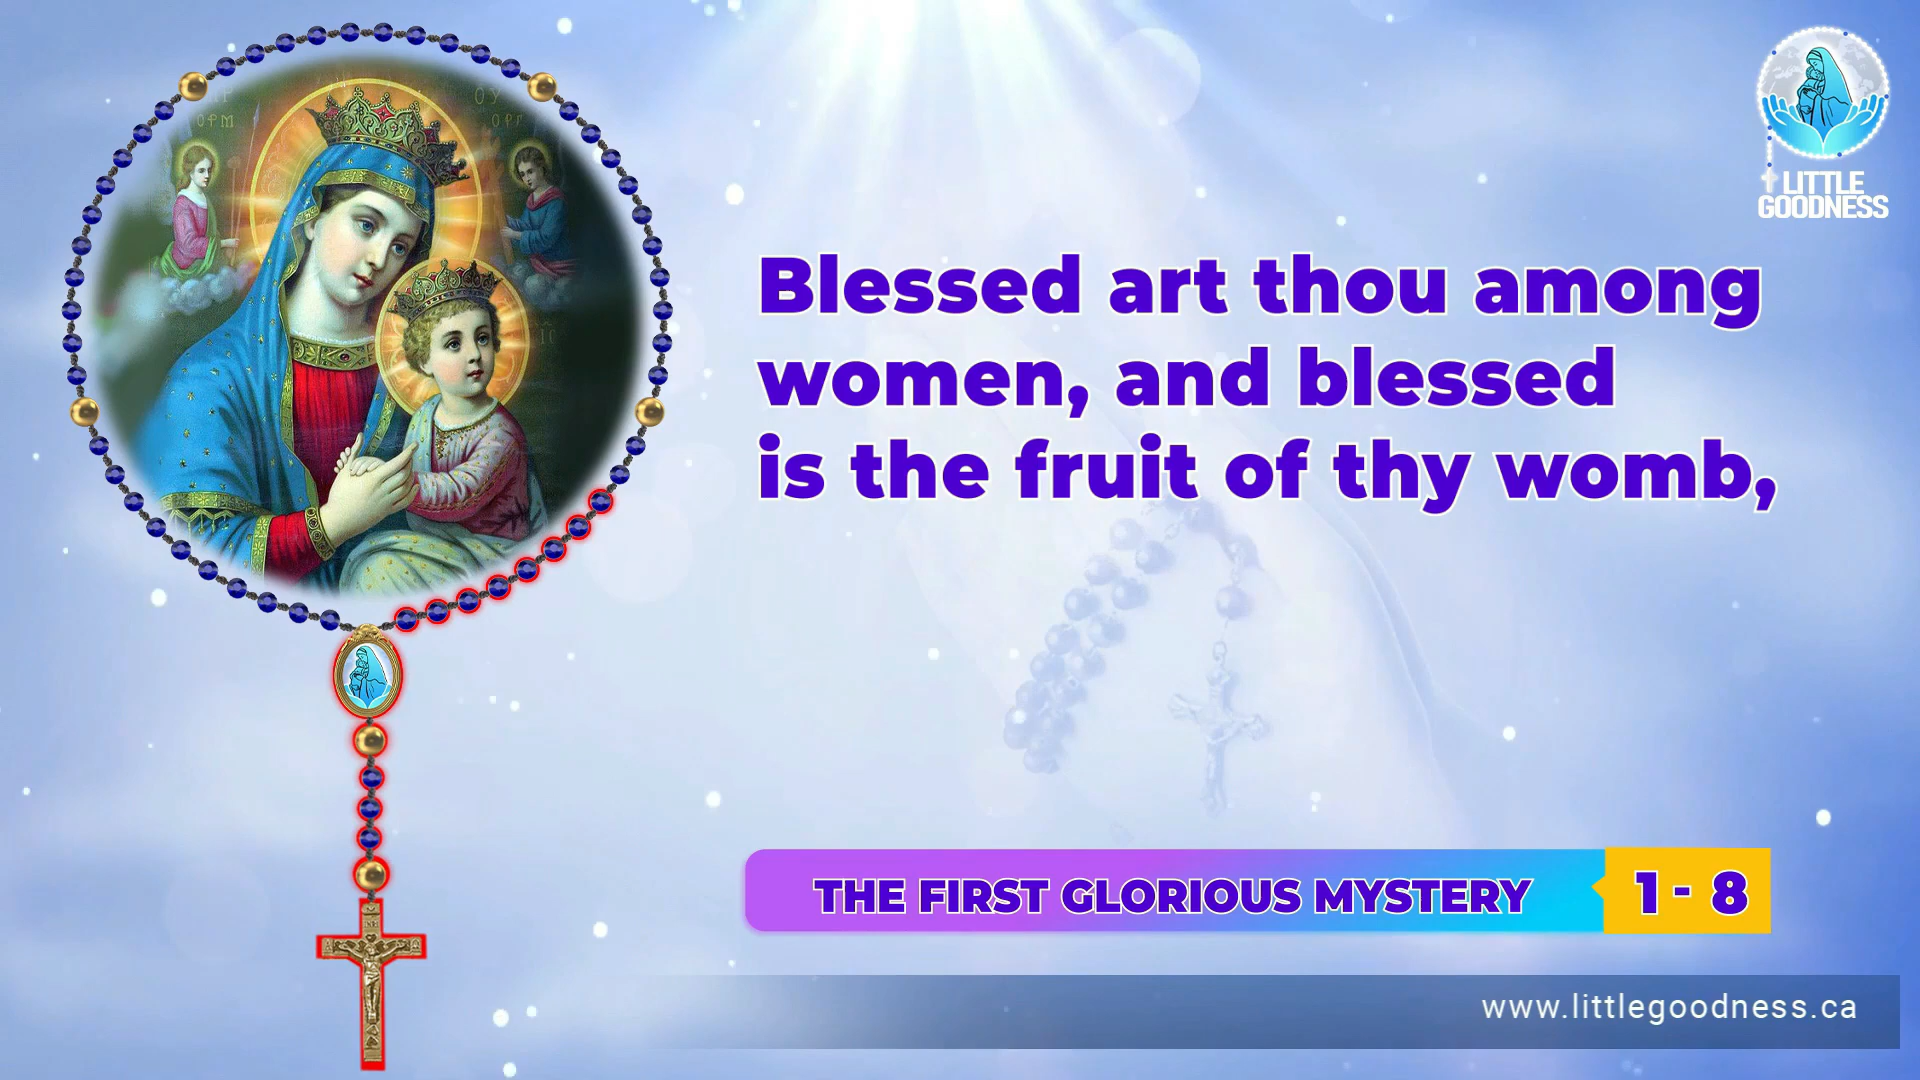 LITTLE
GOODNESS
Blessed art thou among
women, and blessed
is the fruit of thy womb,
THE FIRST GLORIOUS MYSTERY
1 - 8
www.littlegoodness.ca